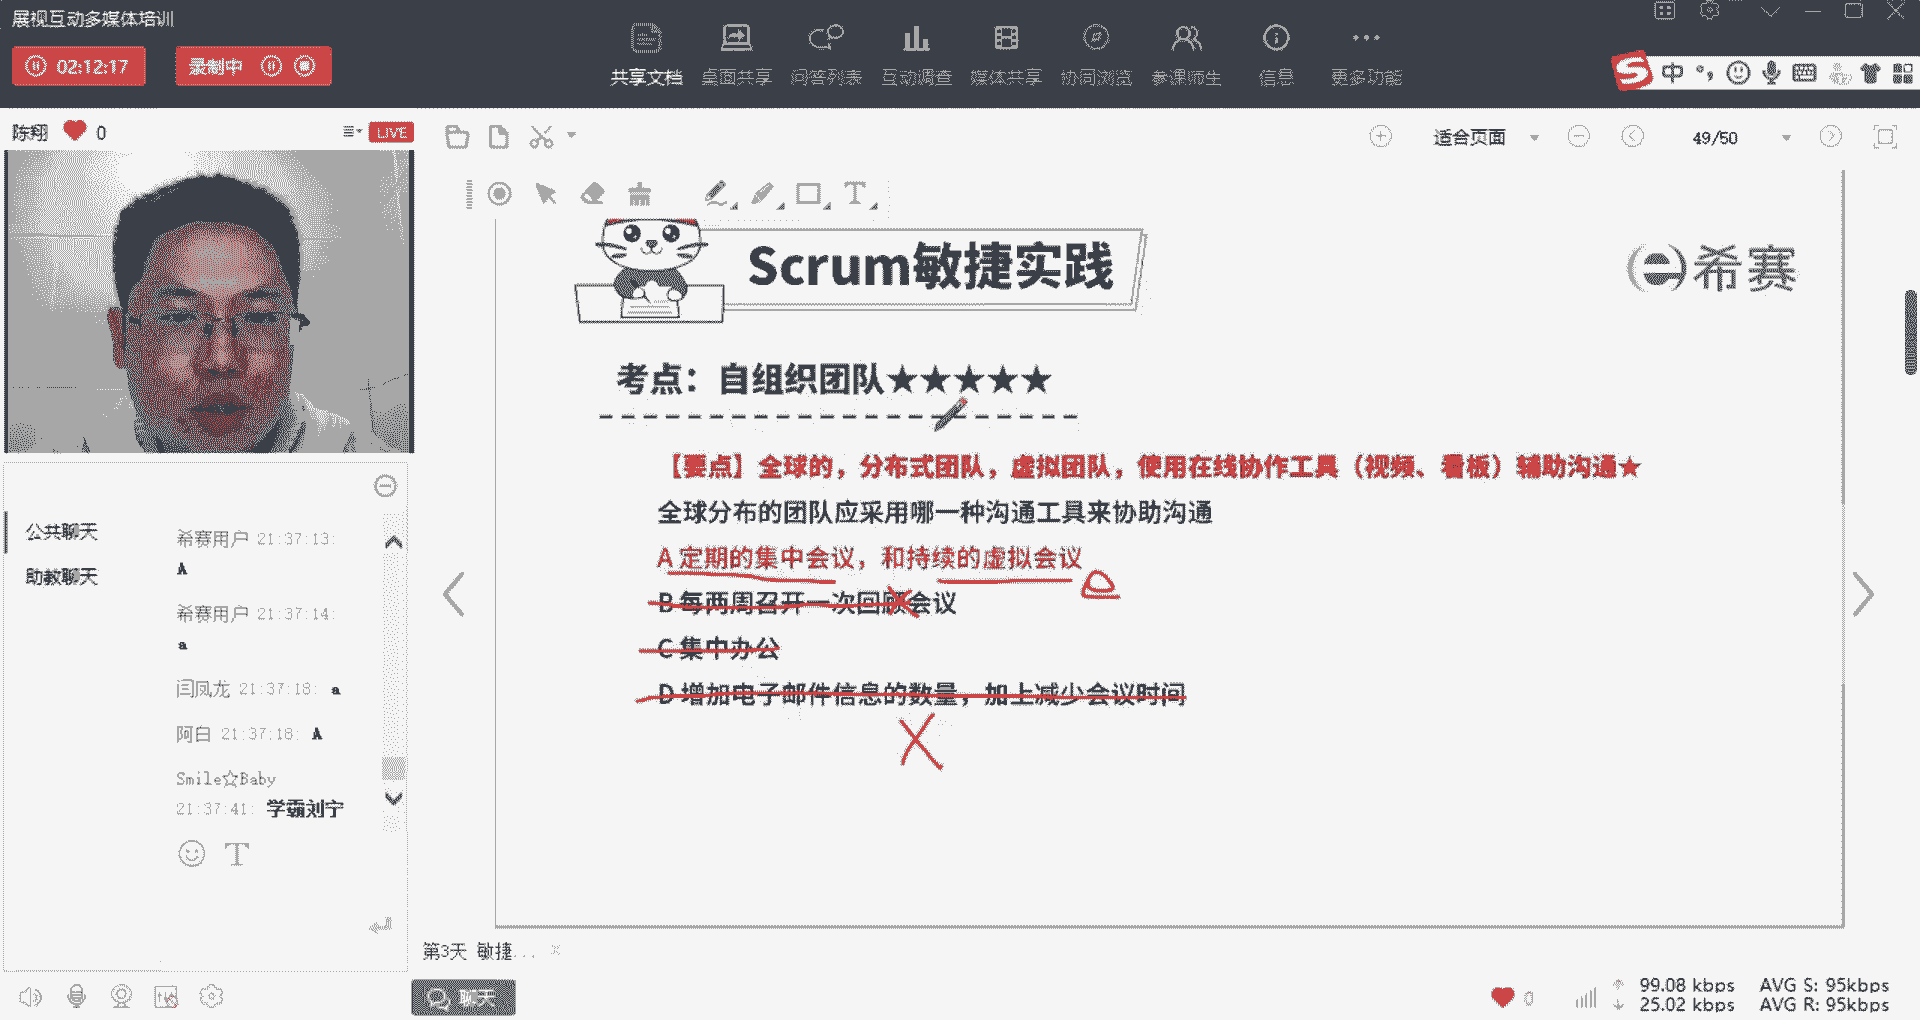 展视互动多媒体培训
02:12:17
录制中
共享文档
桌面共享
问答列表
互动调查
媒体共享
协同浏览
参课师生
信息
更多功能
中
陈翔
0
LIVE
适合页面
49/50
Scrum敏捷实践
希赛
考点：自组织团队★★★★★
【要点】全球的，分布式团队，虚拟团队，使用在线协作工具（视频、看板）辅助沟通★
全球分布的团队应采用哪一种沟通工具来协助沟通
A 定期的集中会议，和持续的虚拟会议
B 每两周召开一次回顾会议
C 集中办公
D 增加电子邮件信息的数量，加上减少会议时间
公共聊天
助教聊天
希赛用户 21:37:13:
A
希赛用户 21:37:14:
a
闫凤龙 21:37:18: a
阿白 21:37:18: A
Smile☆Baby
21:37:41: 学霸刘宁
第3天 敏捷...
聊天
0
99.08 kbps
25.02 kbps
AVG S: 95kbps
AVG R: 95kbps